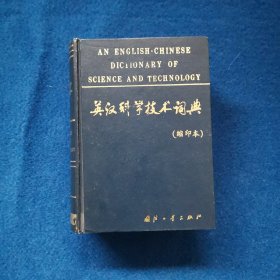 AN ENGLISH-CHINESE
DICTIONARY OF
SCIENCE AND TECHNOLOGY
英汉科学技术词典
(缩印本)
国防工业出版社